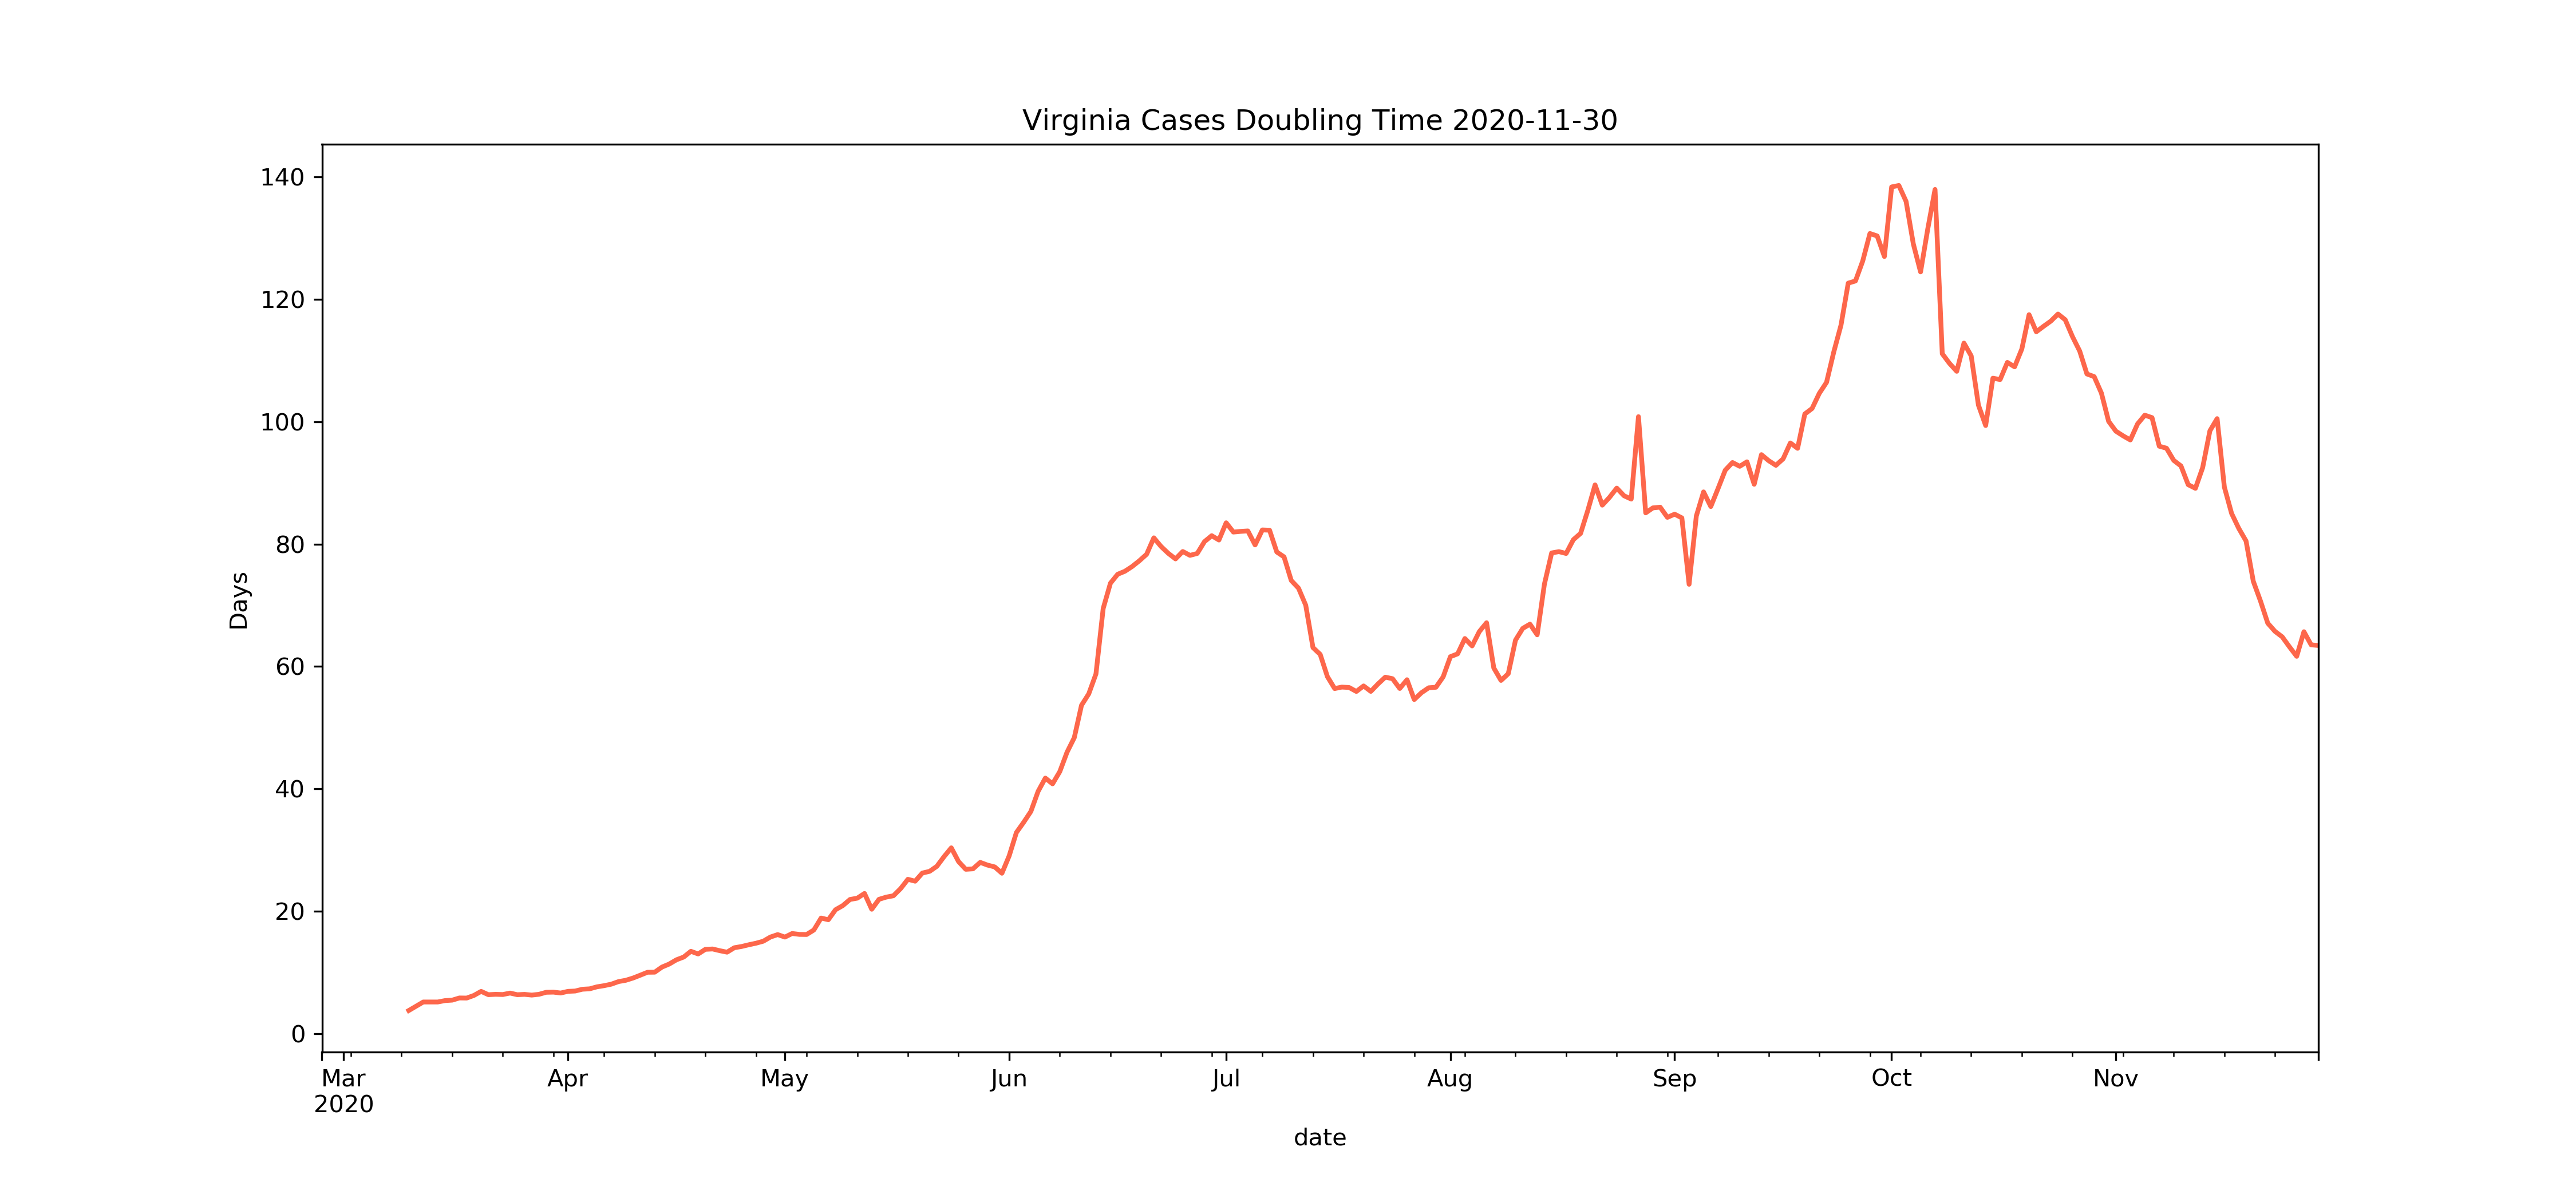 Virginia Cases Doubling Time 2020-11-30
140
120
100
80
60
40
20
0
Days
Mar Apr May Jun Jul Aug Sep Oct Nov
2020
date